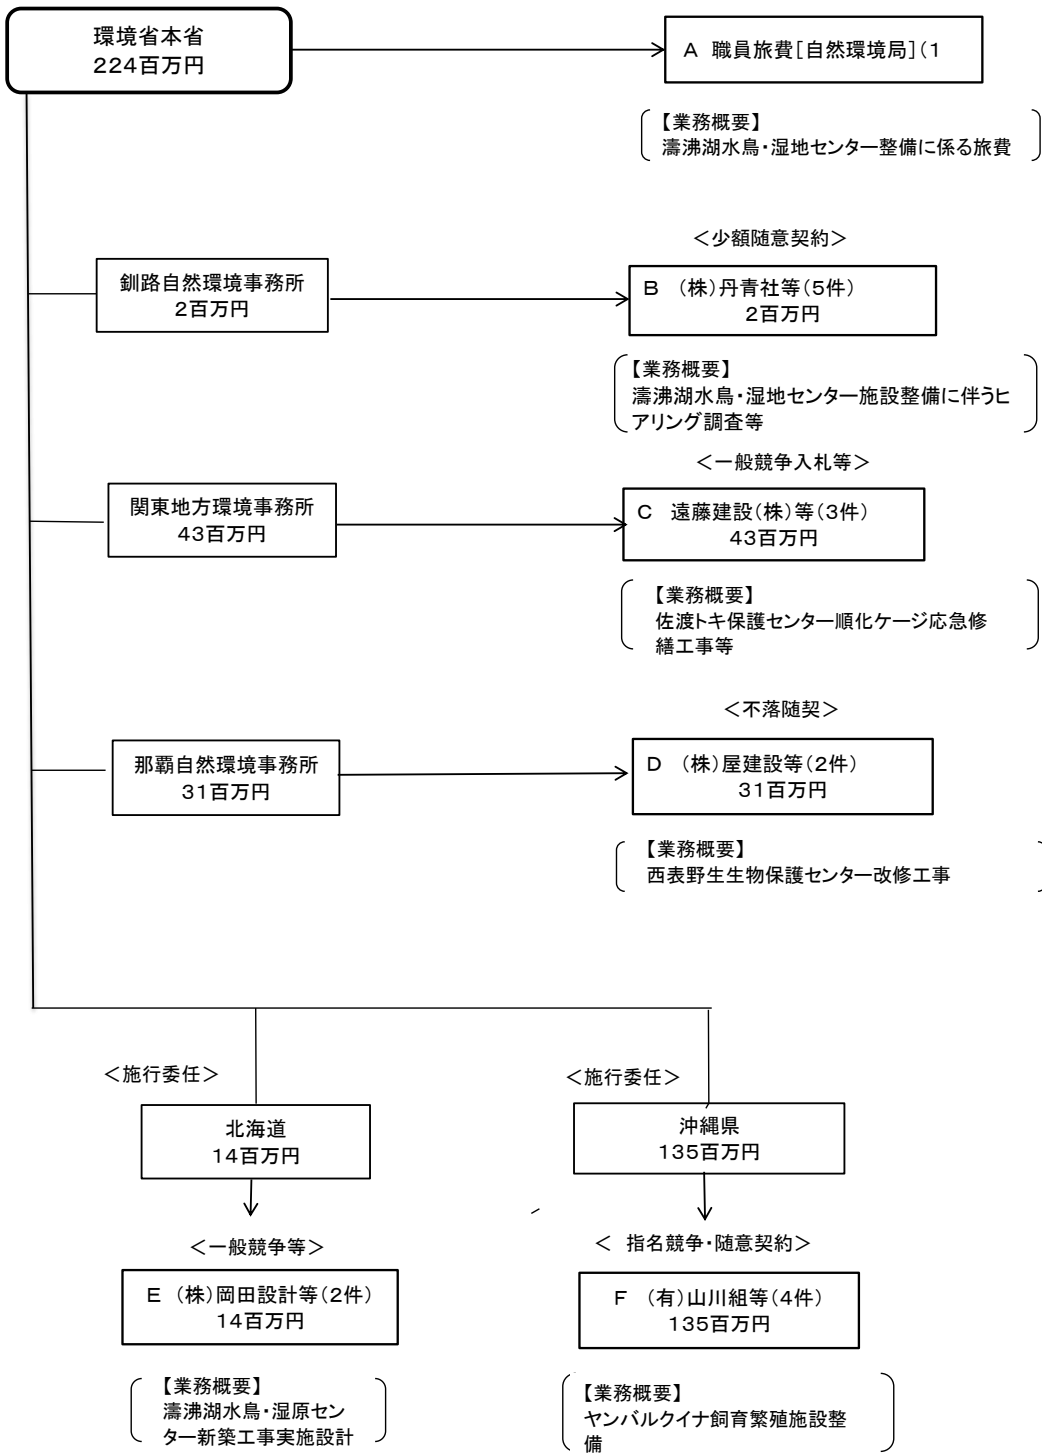 環境省本省
224百万円
A 職員旅費[自然環境局](1
【業務概要】
濤沸湖水鳥・湿地センター整備に係る旅費
＜少額随意契約＞
釧路自然環境事務所
2百万円
B (株)丹青社等(5件)
2百万円
【業務概要】
濤沸湖水鳥・湿地センター施設整備に伴うヒ
アリング調査等
＜一般競争入札等＞
関東地方環境事務所
43百万円
C 遠藤建設(株)等(3件)
43百万円
【業務概要】
佐渡トキ保護センター順化ケージ応急修
繕工事等
＜不落随契＞
那覇自然環境事務所
31百万円
D (株)屋建設等(2件)
31百万円
【業務概要】
西表野生生物保護センター改修工事
＜施行委任＞
北海道
14百万円
＜一般競争等＞
E (株)岡田設計等(2件)
14百万円
【業務概要】
濤沸湖水鳥・湿原セン
ター新築工事実施設計
＜施行委任＞
沖縄県
135百万円
＜ 指名競争・随意契約＞
F (有)山川組等(4件)
135百万円
【業務概要】
ヤンバルクイナ飼育繁殖施設整
備